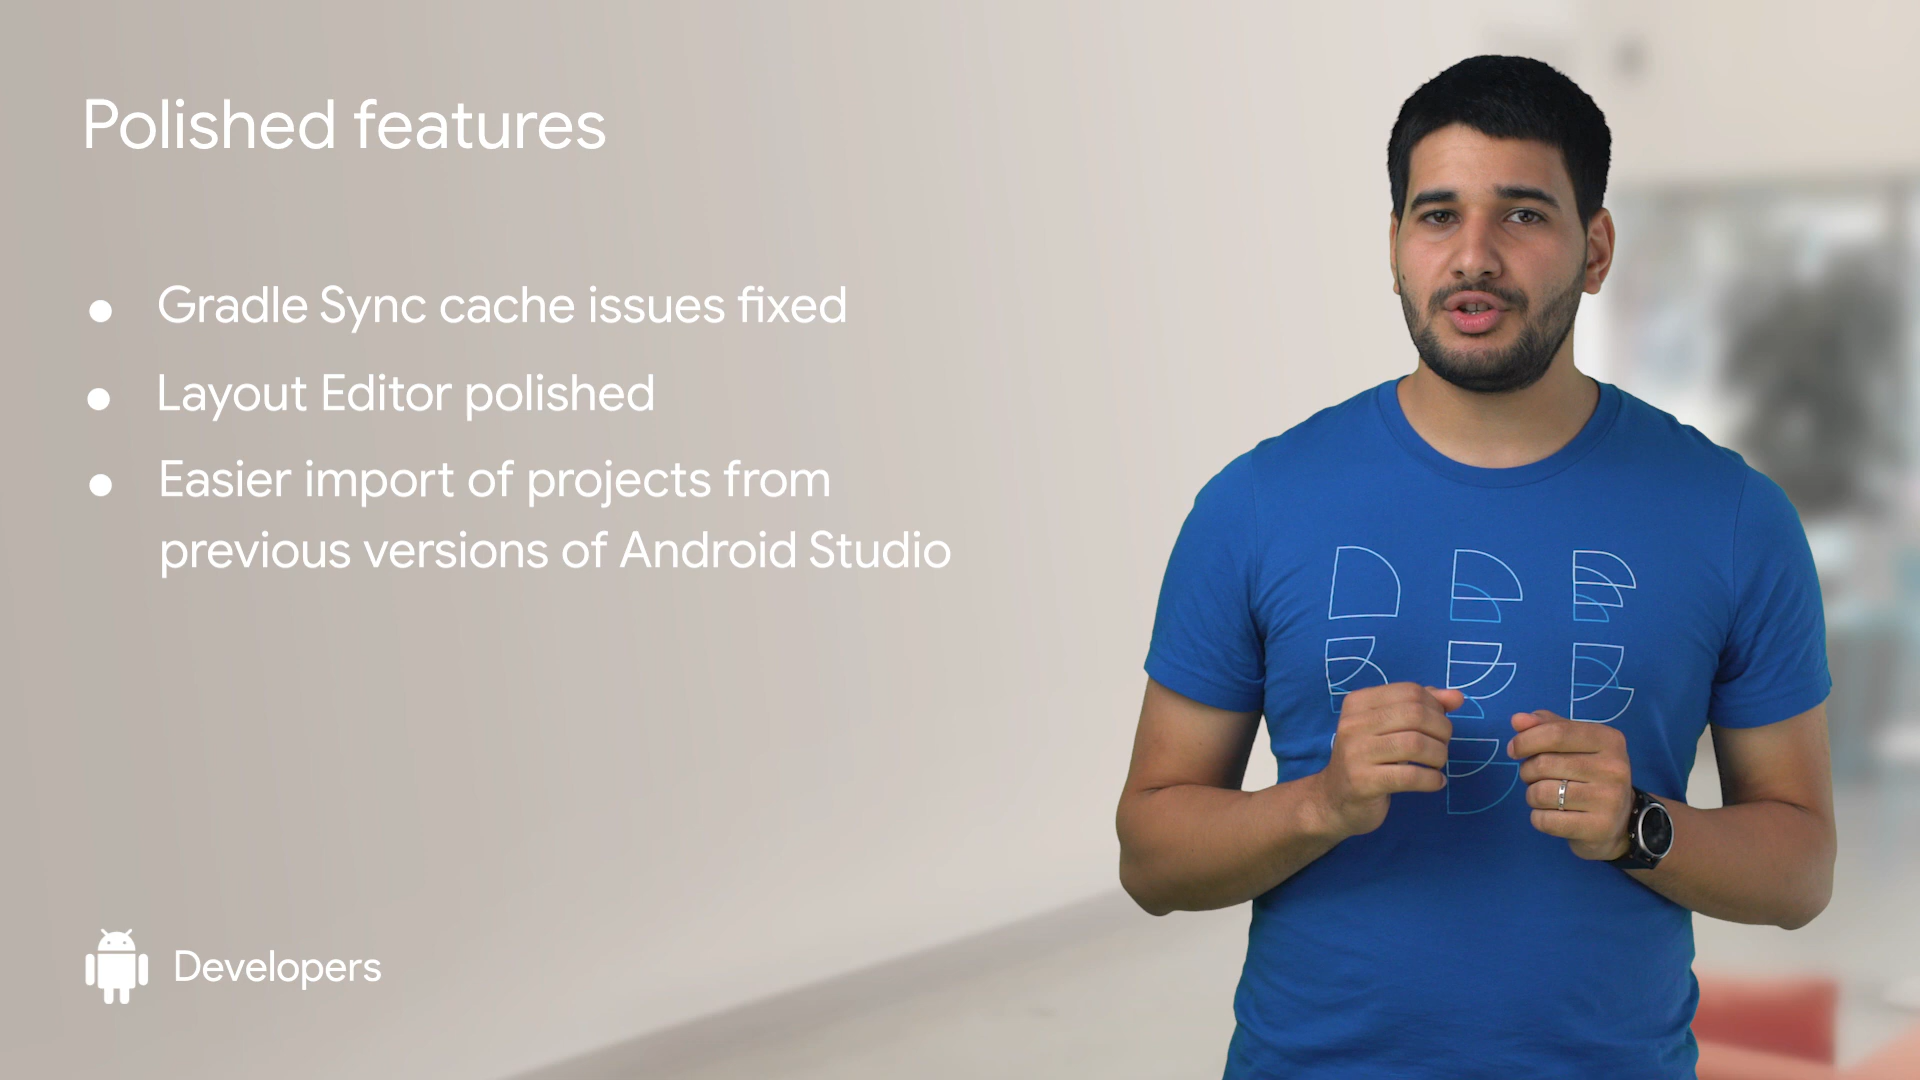 Polished features
Gradle Sync cache issues fixed
Layout Editor polished
Easier import of projects from
previous versions of Android Studio
Developers